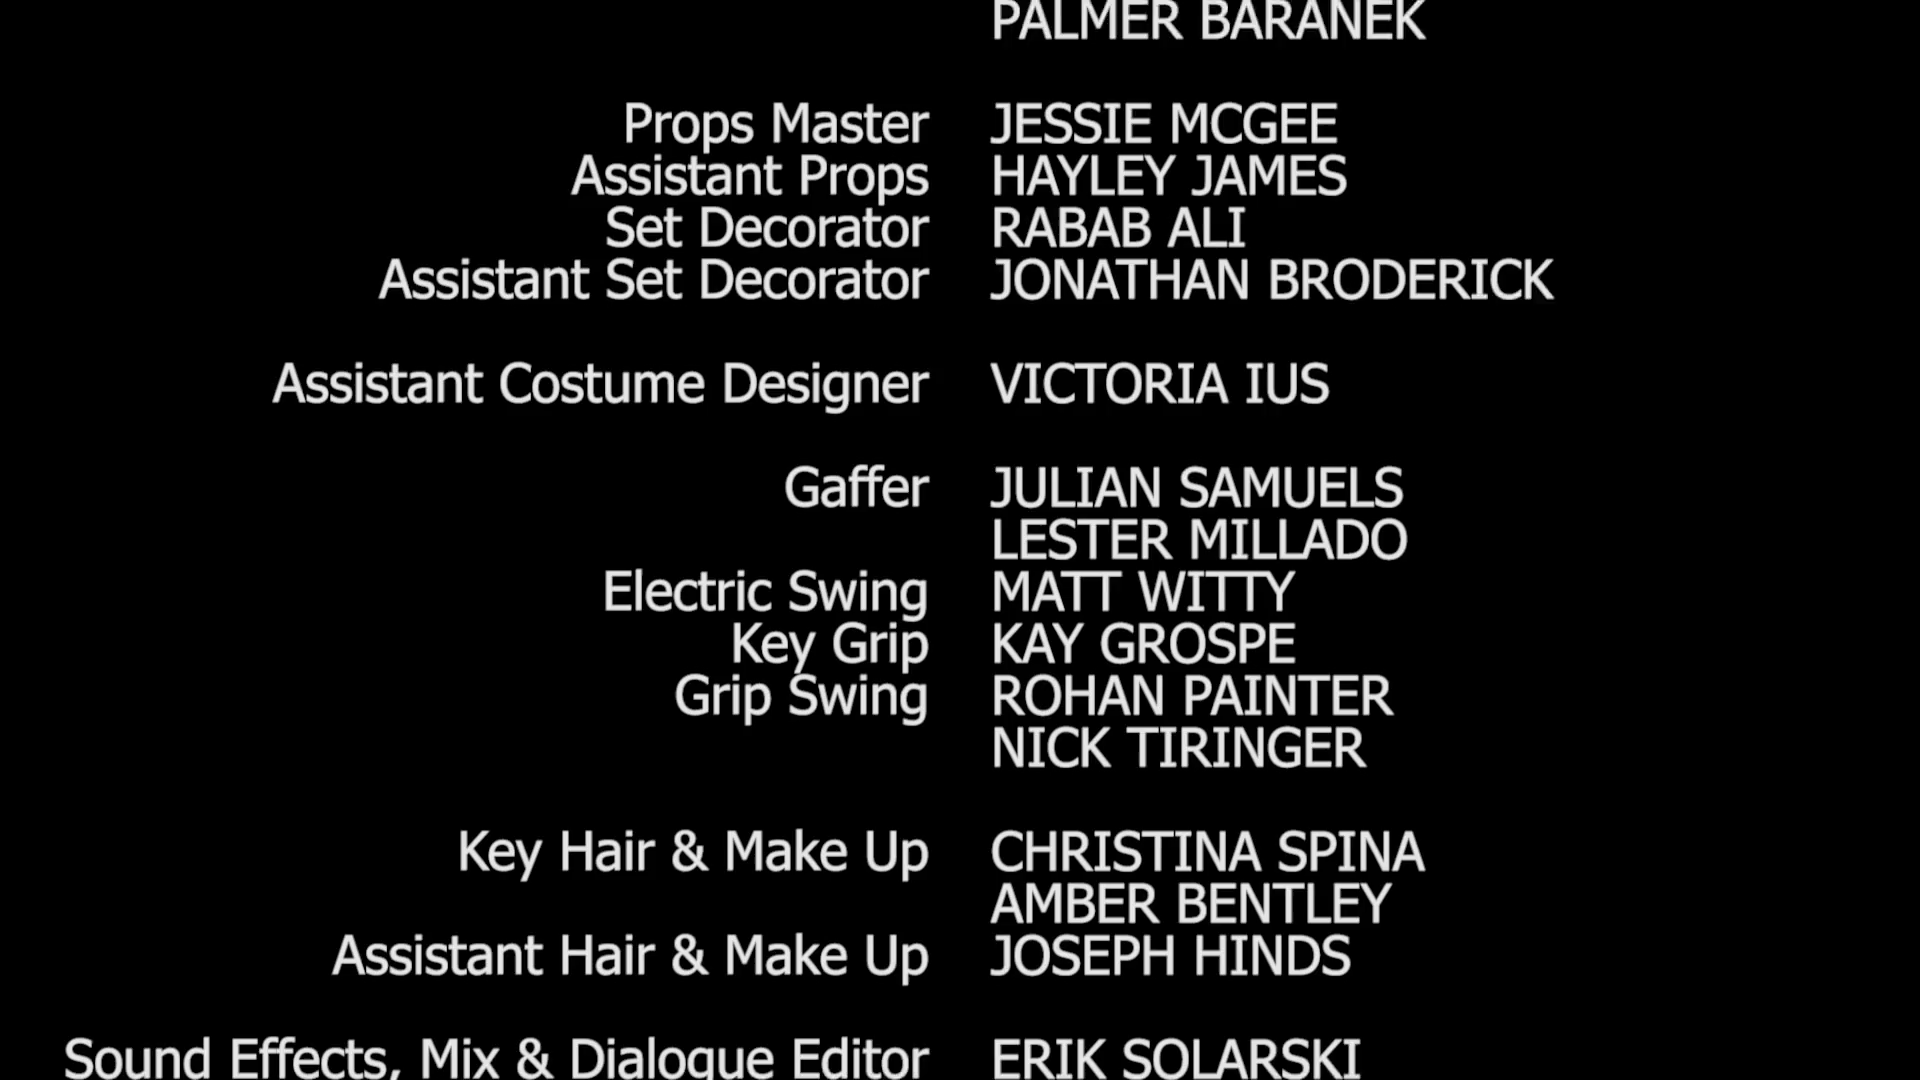 PALMER BARANEK
Props Master JESSIE MCGEE
Assistant Props HAYLEY JAMES
Set Decorator RABAB ALI
Assistant Set Decorator JONATHAN BRODERICK
Assistant Costume Designer VICTORIA IUS
Gaffer JULIAN SAMUELS
LESTER MILLADO
Electric Swing MATT WITTY
Key Grip KAY GROSPE
Grip Swing ROHAN PAINTER
NICK TIRINGER
Key Hair & Make Up CHRISTINA SPINA
AMBER BENTLEY
Assistant Hair & Make Up JOSEPH HINDS
Sound Effects, Mix & Dialogue Editor ERIK SOLARSKI